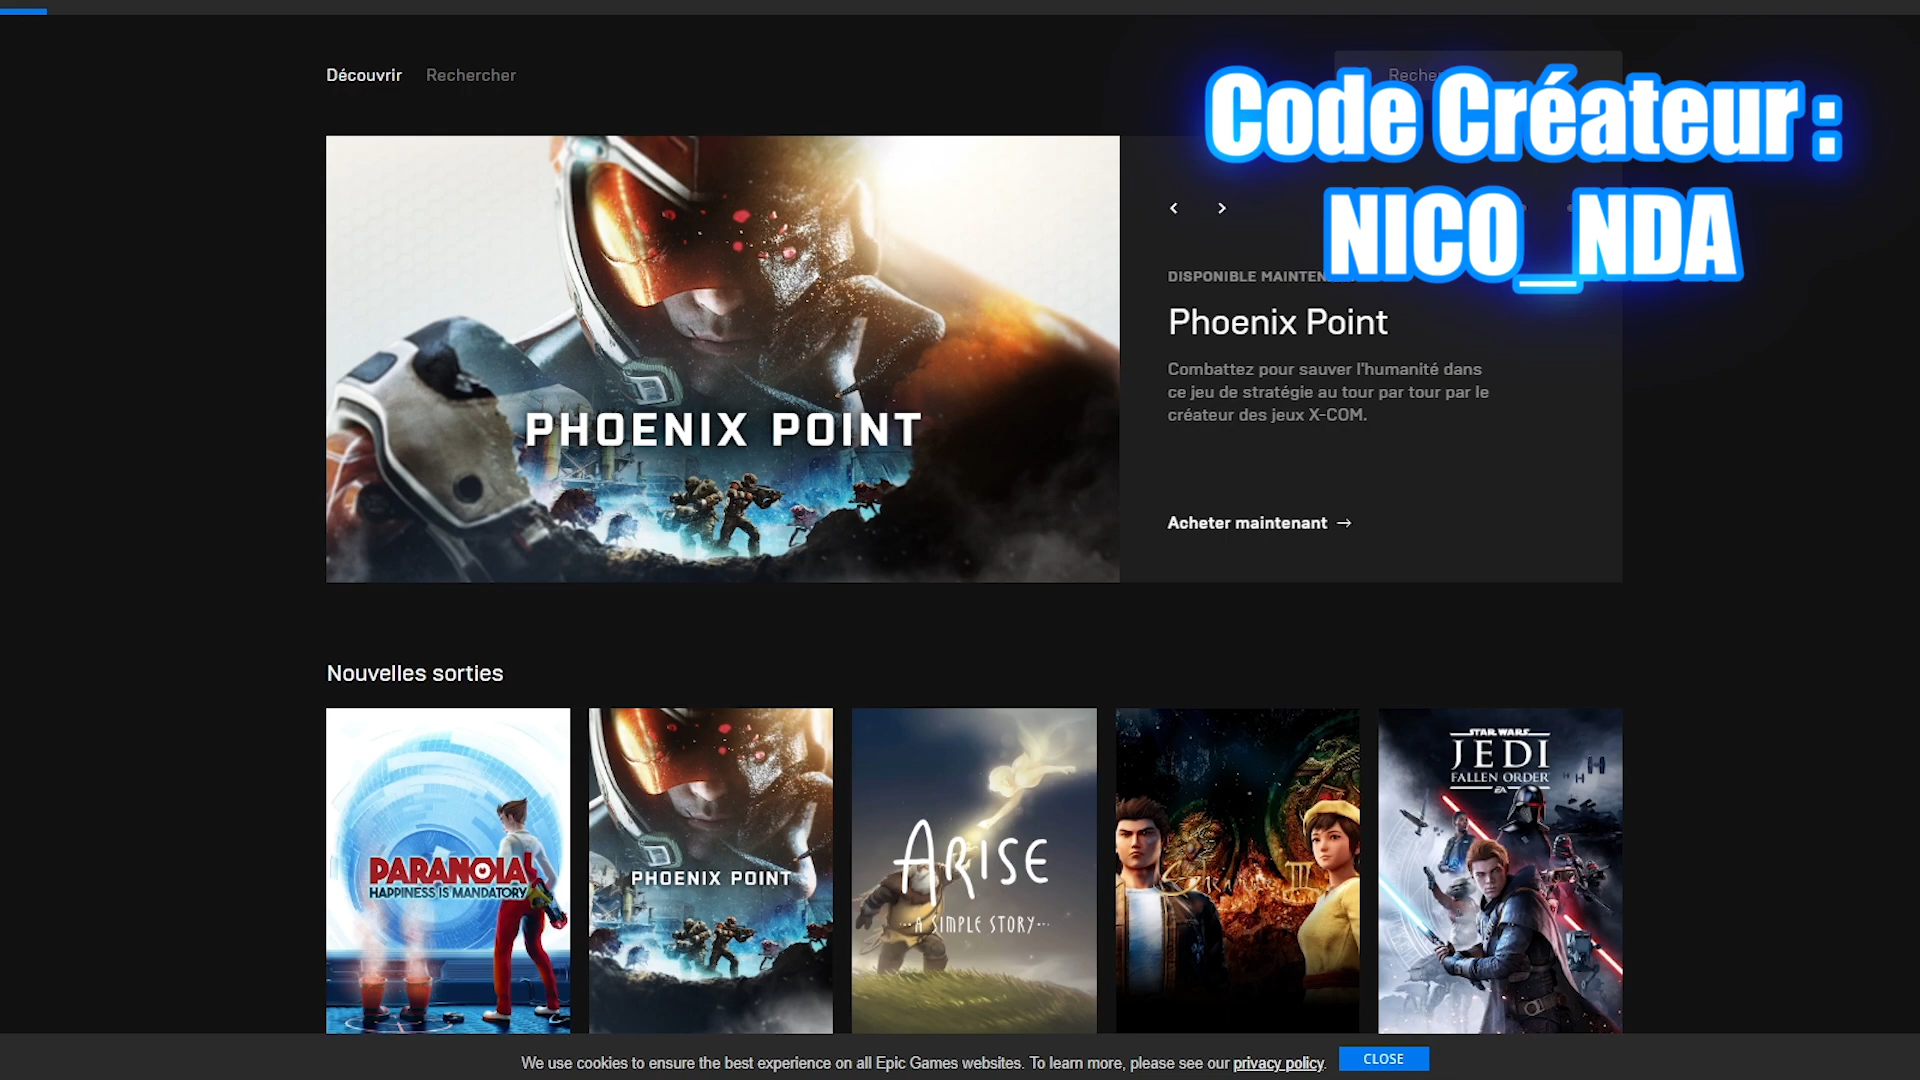 Découvrir Rechercher
Code Créateur :
NICO_NDA
PHOENIX POINT
Phoenix Point
Combattez pour sauver l'humanité dans
ce jeu de stratégie au tour par tour par le
créateur des jeux X-COM.
DISPONIBLE
Acheter maintenant →
Nouvelles sorties
PARANOIA!
HAPPINESS IS MANDATORY
PHOENIX POINT
ARISE
A SIMPLE STORY
STAR WARS
JEDI
FALLEN ORDER
EA
We use cookies to ensure the best experience on all Epic Games websites. To learn more, please see our privacy policy.
CLOSE